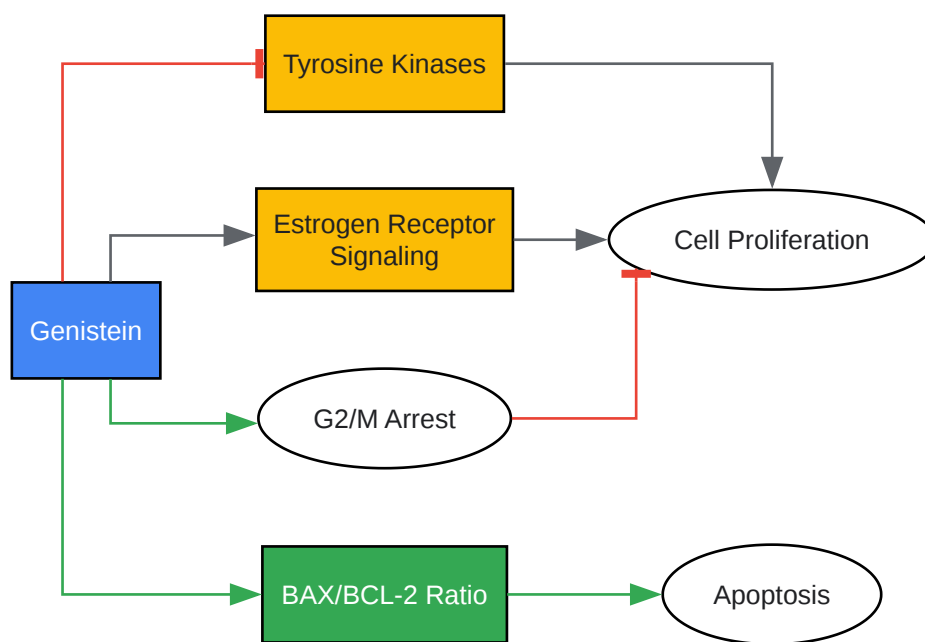 Tyrosine Kinases
Estrogen Receptor
Signaling
Cell Proliferation
Genistein
G2/M Arrest
BAX/BCL-2 Ratio
Apoptosis